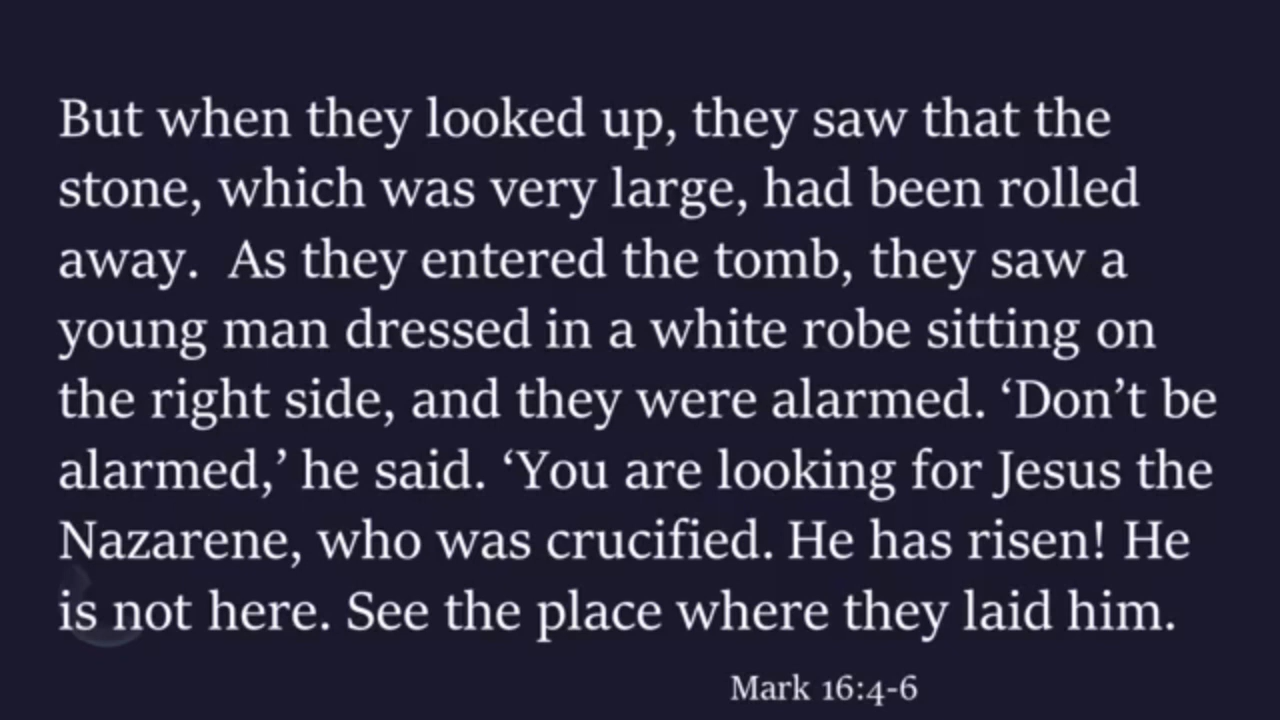 But when they looked up, they saw that the
stone, which was very large, had been rolled
away.  As they entered the tomb, they saw a
young man dressed in a white robe sitting on
the right side, and they were alarmed. ‘Don’t be
alarmed,’ he said. ‘You are looking for Jesus the
Nazarene, who was crucified. He has risen! He
is not here. See the place where they laid him.
Mark 16:4-6